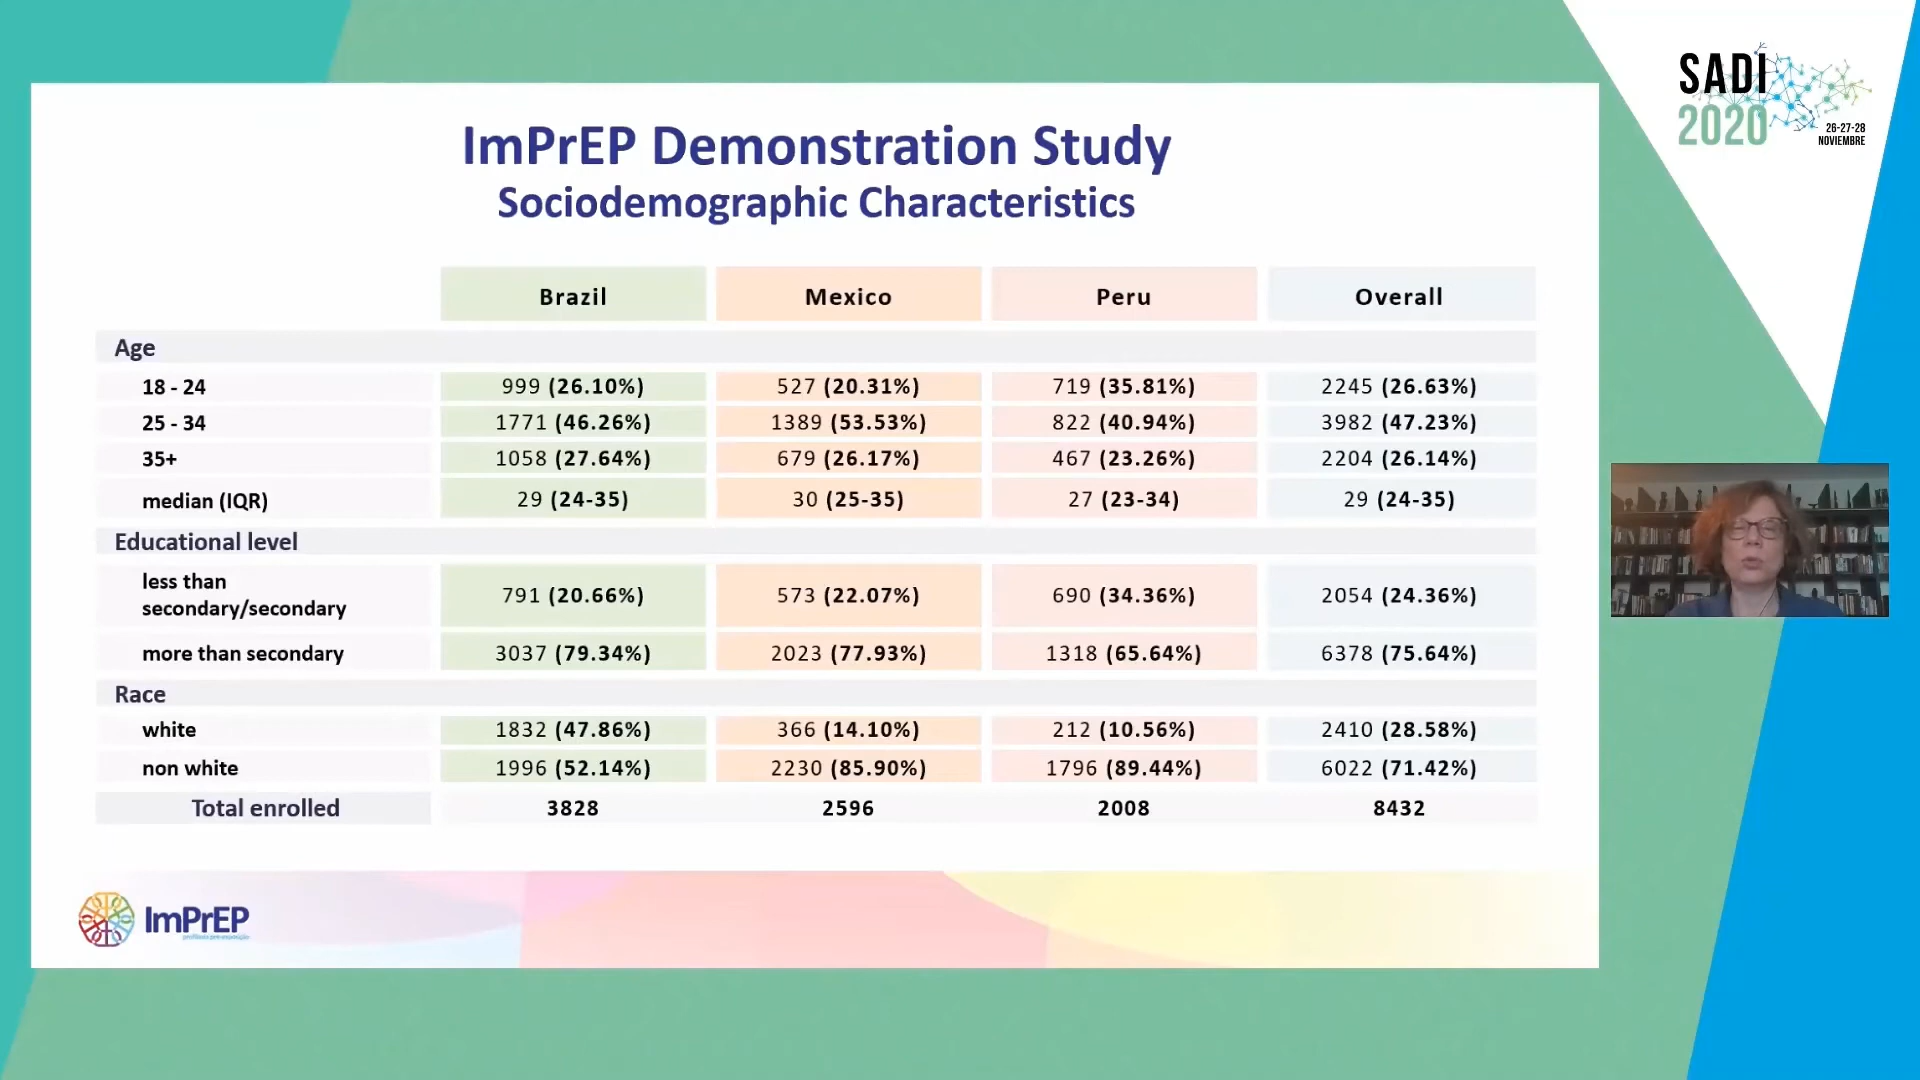 SADI
2020
26-27-28
NOVIEMBRE
ImPrEP Demonstration Study
Sociodemographic Characteristics
Brazil Mexico Peru Overall
Age
18 - 24 999 (26.10%) 527 (20.31%) 719 (35.81%) 2245 (26.63%)
25 - 34 1771 (46.26%) 1389 (53.53%) 822 (40.94%) 3982 (47.23%)
35+ 1058 (27.64%) 679 (26.17%) 467 (23.26%) 2204 (26.14%)
median (IQR) 29 (24-35) 30 (25-35) 27 (23-34) 29 (24-35)
Educational level
less than
secondary/secondary 791 (20.66%) 573 (22.07%) 690 (34.36%) 2054 (24.36%)
more than secondary 3037 (79.34%) 2023 (77.93%) 1318 (65.64%) 6378 (75.64%)
Race
white 1832 (47.86%) 366 (14.10%) 212 (10.56%) 2410 (28.58%)
non white 1996 (52.14%) 2230 (85.90%) 1796 (89.44%) 6022 (71.42%)
Total enrolled 3828 2596 2008 8432
ImPrEP